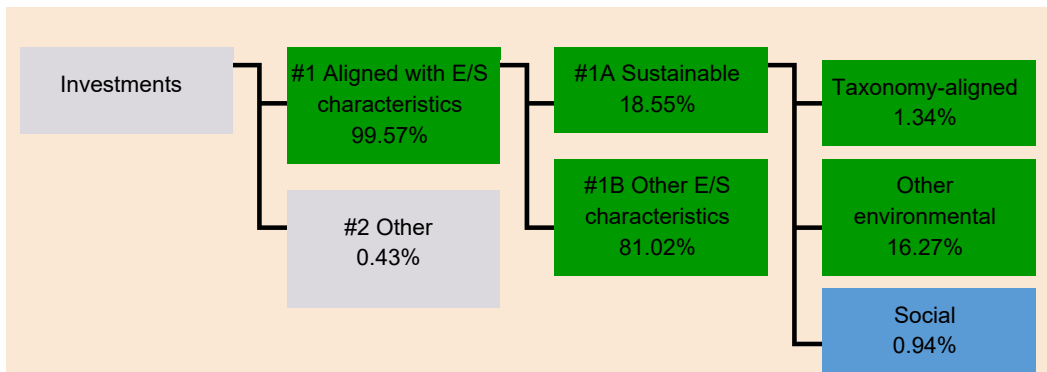 Investments
#1 Aligned with E/S
characteristics
99.57%
#2 Other
0.43%
#1A Sustainable
18.55%
#1B Other E/S
characteristics
81.02%
Taxonomy-aligned
1.34%
Other
environmental
16.27%
Social
0.94%